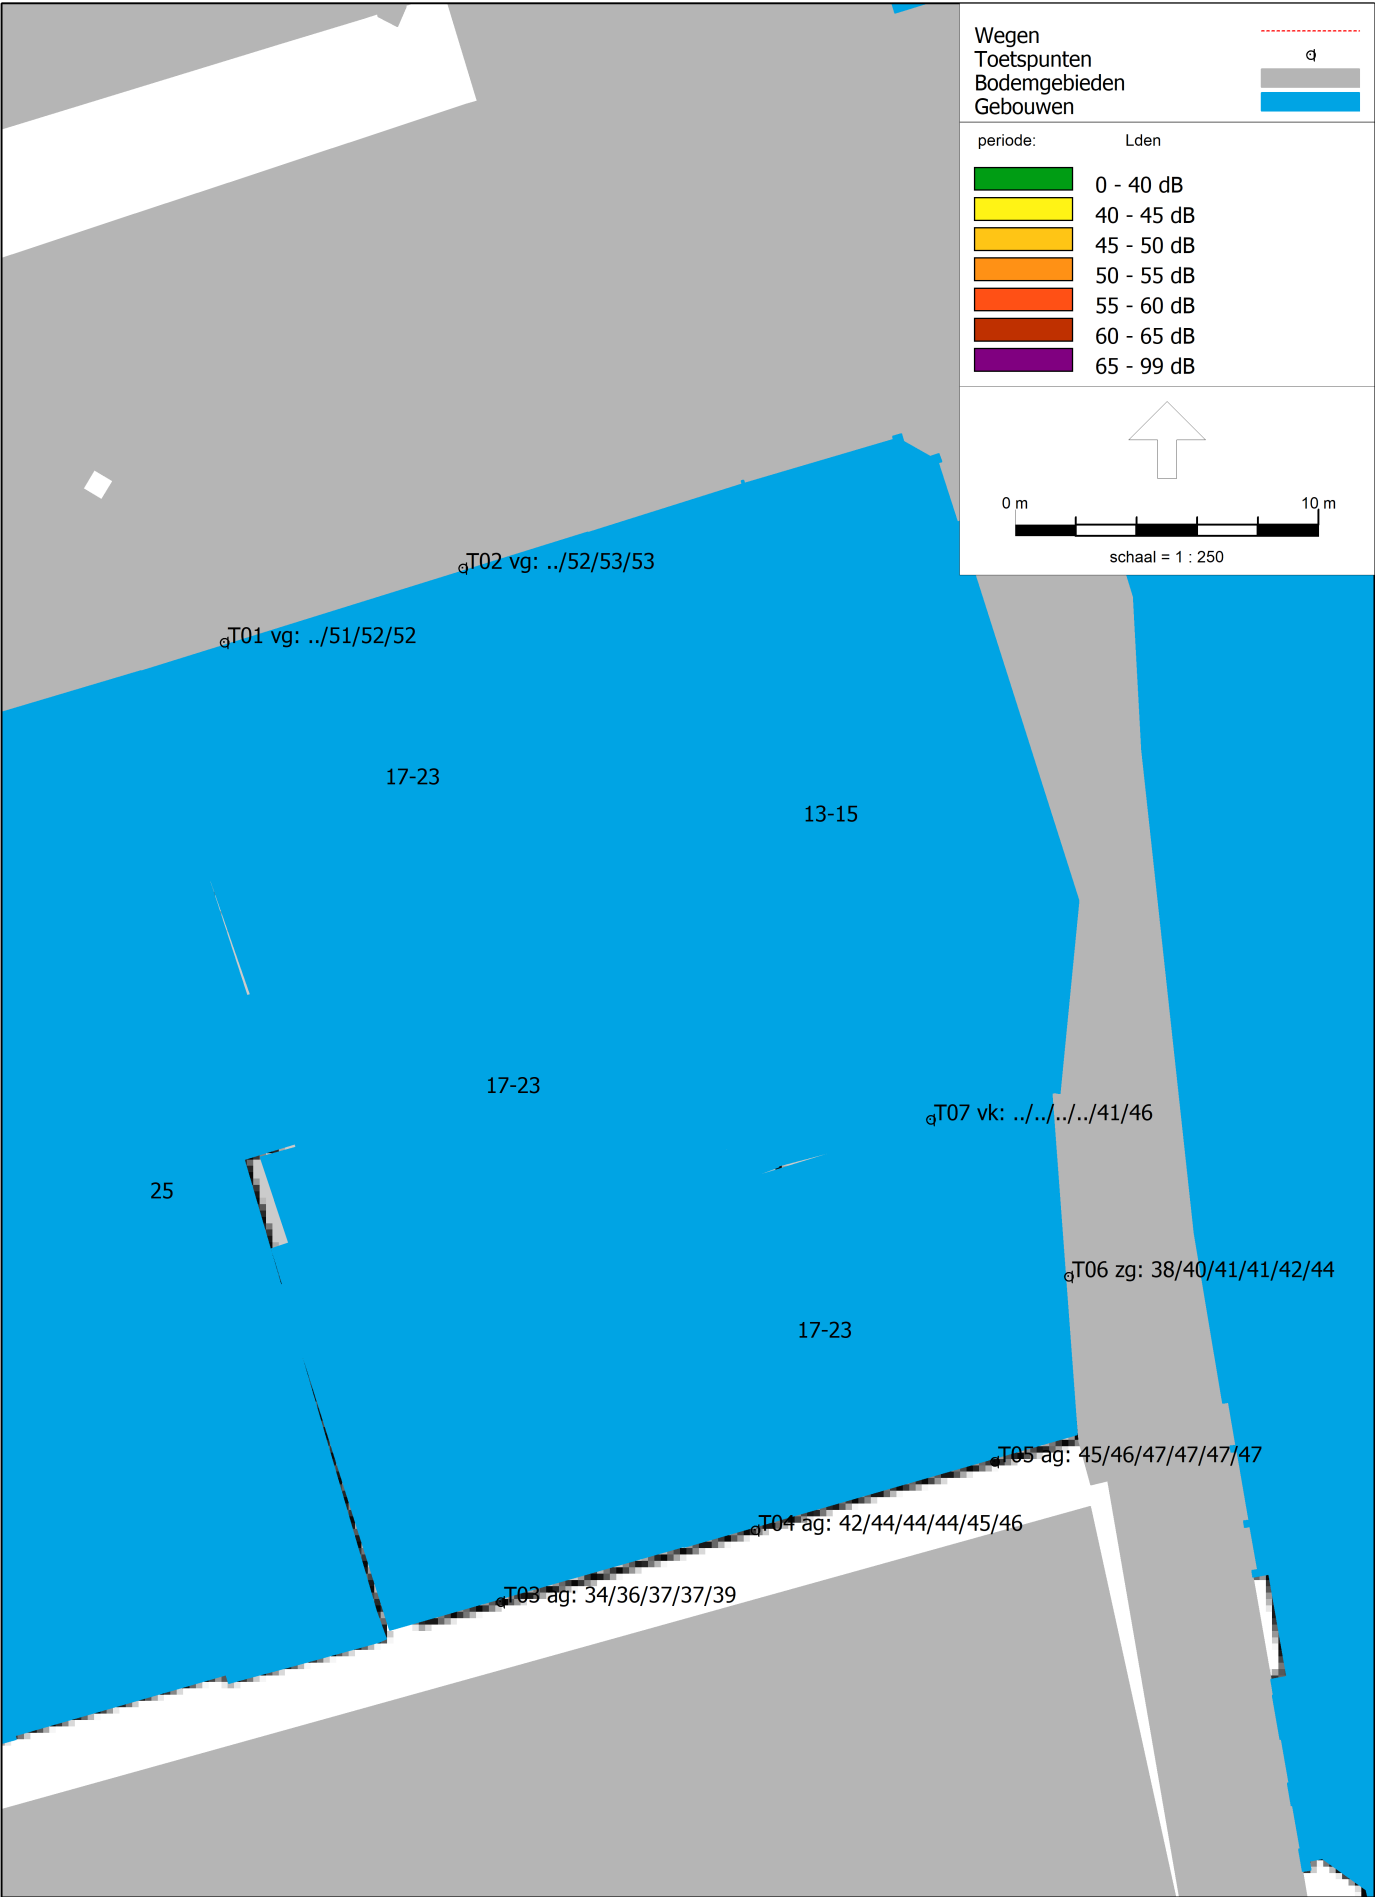 Wegen
Toetspunten
Bodemgebieden
Gebouwen
periode: Lden
0 - 40 dB
40 - 45 dB
45 - 50 dB
50 - 55 dB
55 - 60 dB
60 - 65 dB
65 - 99 dB
0 m 10 m
schaal = 1 : 250
T02 vg: ../52/53/53
T01 vg: ../51/52/52
17-23
13-15
17-23
T07 vk: ../../../../41/46
25
T06 zg: 38/40/41/41/42/44
17-23
T05 ag: 45/46/47/47/47/47
T04 ag: 42/44/44/44/45/46
T03 ag: 34/36/37/37/39